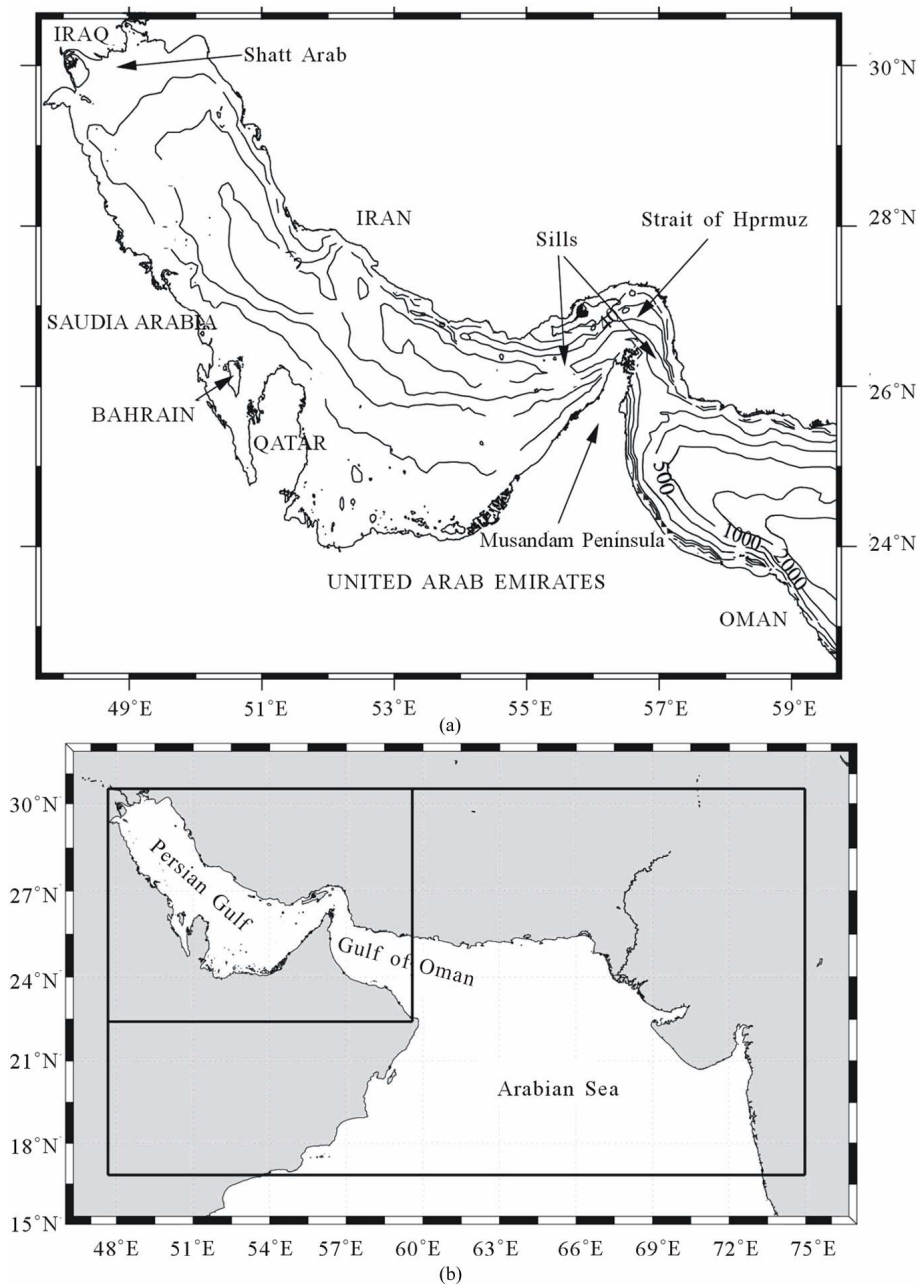 IRAQ
Shatt Arab
30°N
IRAN
Strait of Hprmuz
28°N
Sills
SAUDIA ARABIA
26°N
BAHRAIN
QATAR
500
Musandam Peninsula
1000
2000
24°N
UNITED ARAB EMIRATES
OMAN
49°E 51°E 53°E 55°E 57°E 59°E
(a)
30°N
Persian Gulf
27°N
Gulf of Oman
24°N
21°N
Arabian Sea
18°N
15°N
48°E 51°E 54°E 57°E 60°E 63°E 66°E 69°E 72°E 75°E
(b)